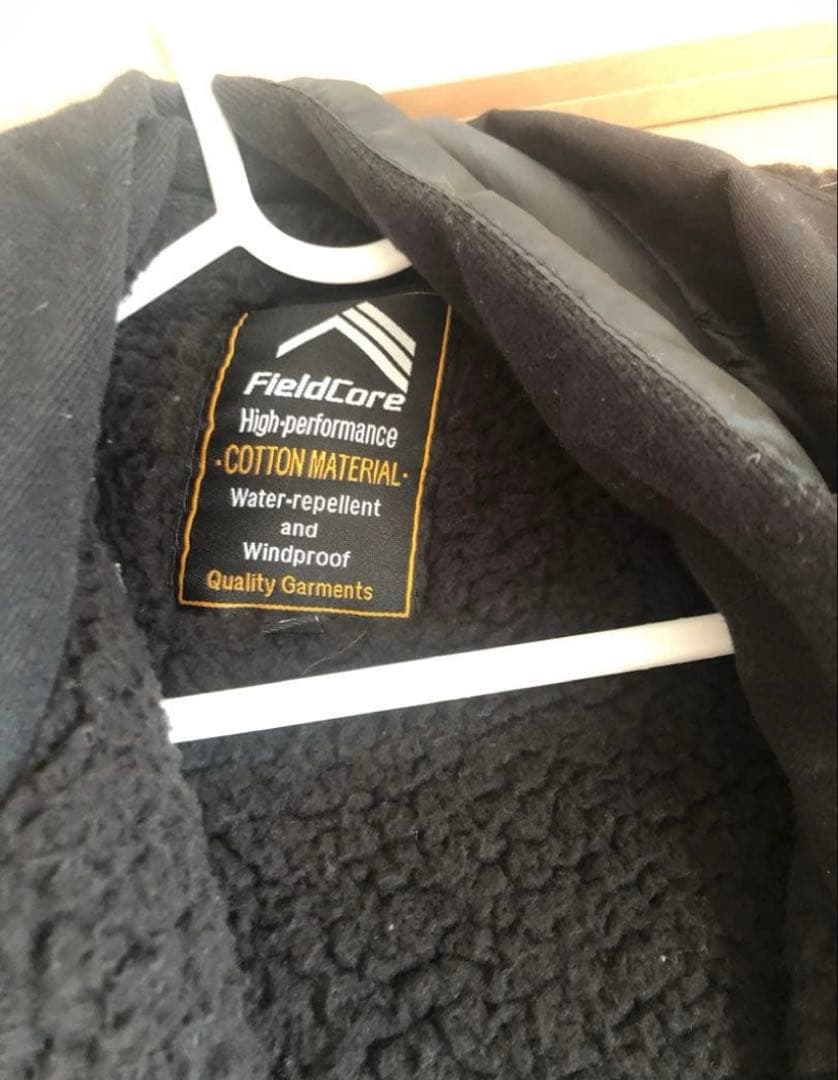 FieldCore
High-performance
·COTTON MATERIAL·
Water-repellent
and
Windproof
Quality Garments